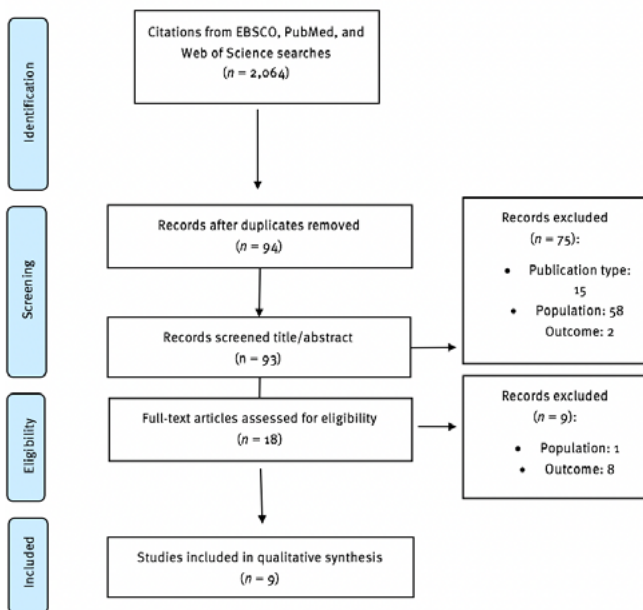 Identification
Citations from EBSCO, PubMed, and
Web of Science searches
(n = 2,064)
Screening
Records after duplicates removed
(n = 94)
Records excluded
(n = 75):
• Publication type:
15
• Population: 58
Outcome: 2
Records screened title/abstract
(n = 93)
Eligibility
Full-text articles assessed for eligibility
(n = 18)
Records excluded
(n = 9):
• Population: 1
• Outcome: 8
Included
Studies included in qualitative synthesis
(n = 9)